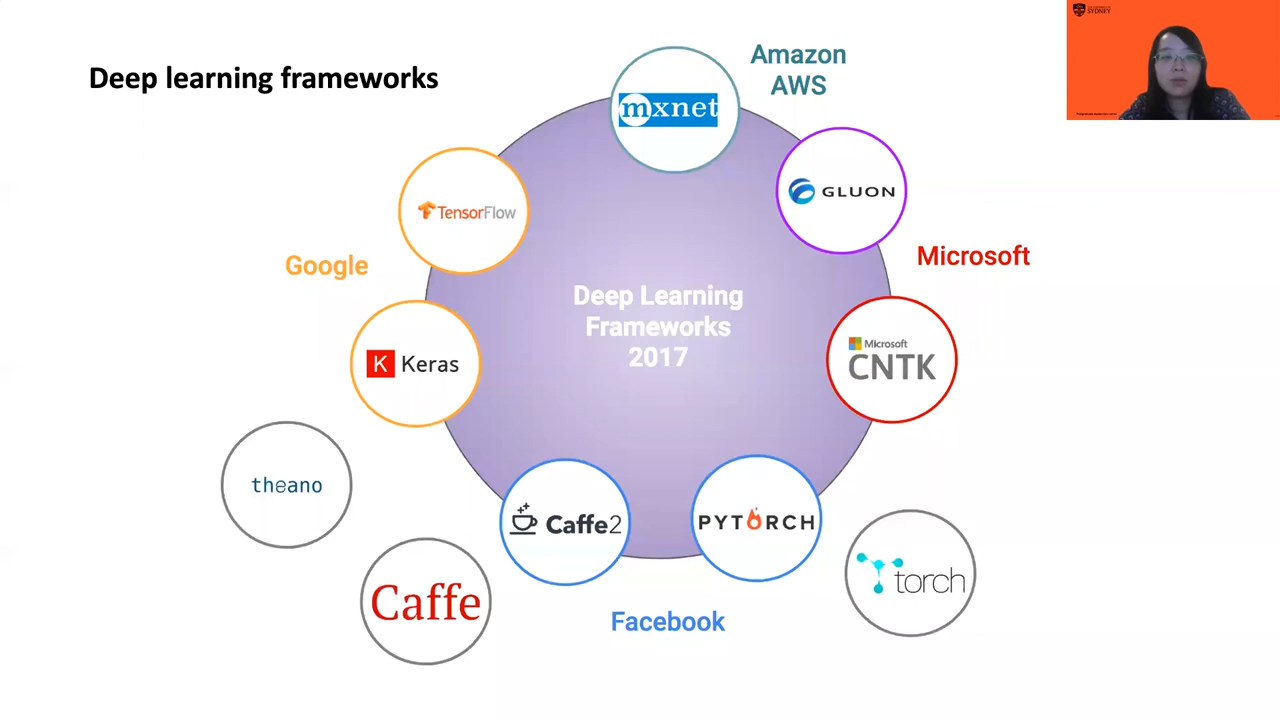 Deep learning frameworks
Amazon
AWS
mxnet
GLUON
TensorFlow
Google
Microsoft
Deep Learning
Frameworks
2017
K Keras
Microsoft
CNTK
theano
Caffe2
PYTORCH
torch
Caffe
Facebook
SYDNEY